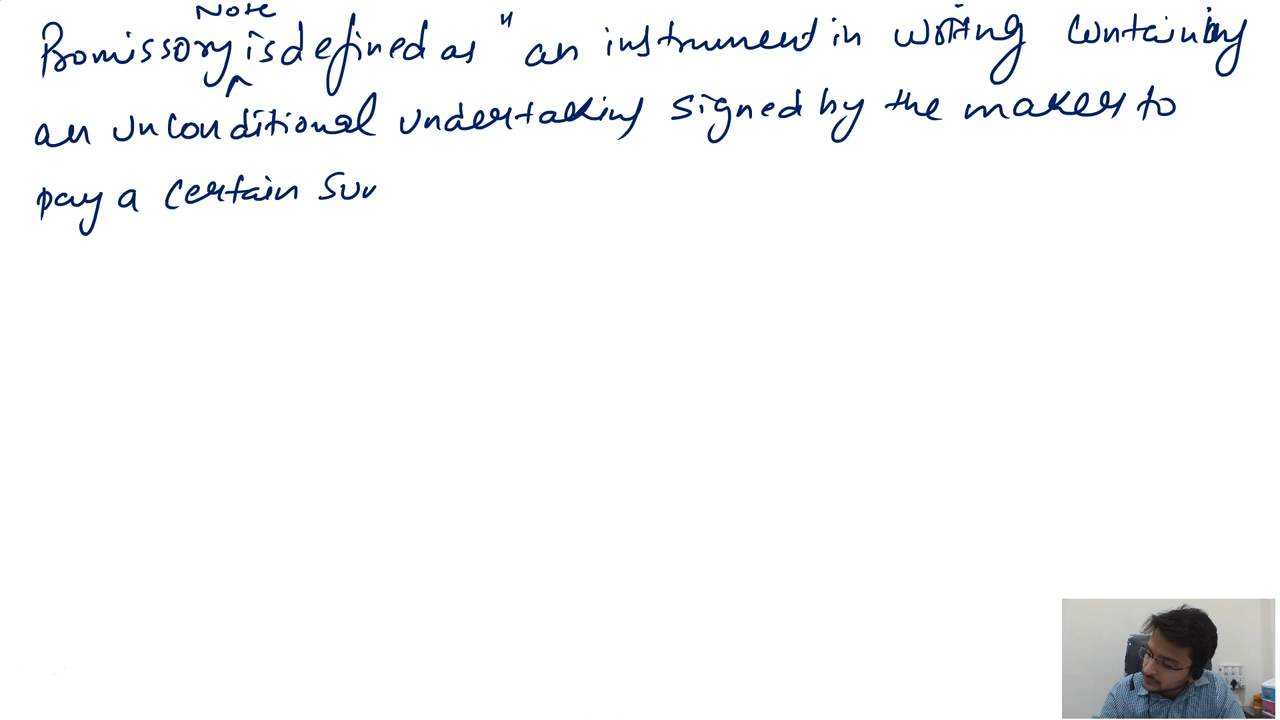 Promissory Note is defined as " an instrument in writing containing
an unconditional undertaking signed by the maker to
pay a certain su